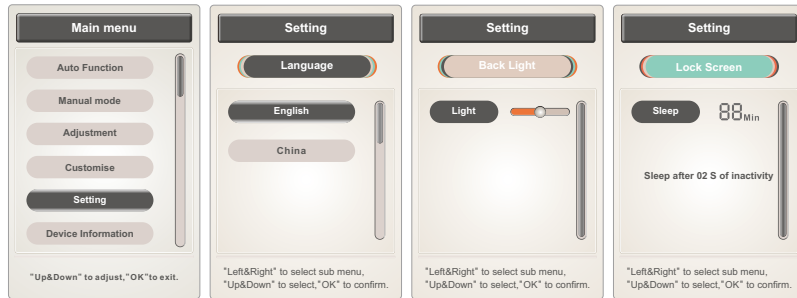 Main menu
Auto Function
Manual mode
Adjustment
Customise
Setting
Device Information
"Up&Down" to adjust,"OK"to exit.
Setting
Language
English
China
"Left&Right" to select sub menu,
"Up&Down" to select,"OK" to confirm.
Setting
Back Light
Light
"Left&Right" to select sub menu,
"Up&Down" to select,"OK" to confirm.
Setting
Lock Screen
Sleep 88 Min
Sleep after 02 S of inactivity
"Left&Right" to select sub menu,
"Up&Down" to select,"OK" to confirm.